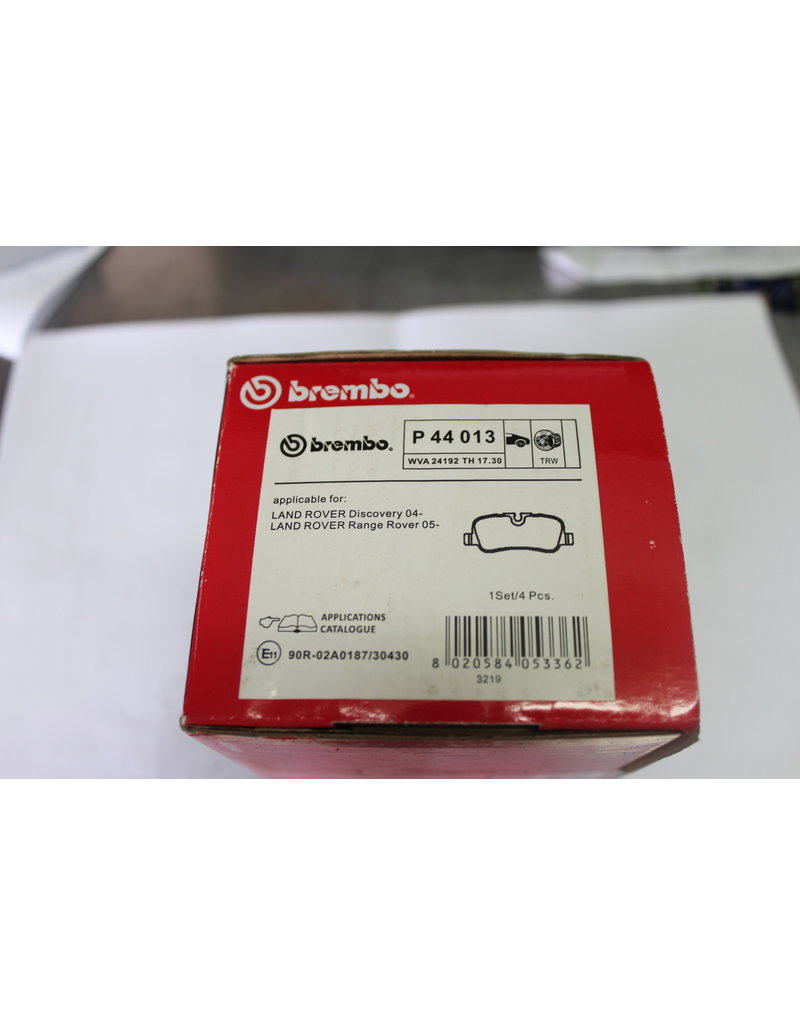 brembo®
brembo®
P 44 013
WVA 24192 TH 17.30
TRW
applicable for:
LAND ROVER Discovery 04-
LAND ROVER Range Rover 05-
1Set/4 Pcs.
APPLICATIONS
CATALOGUE
E11 90R-02A0187/30430
8 020584 053362
3219